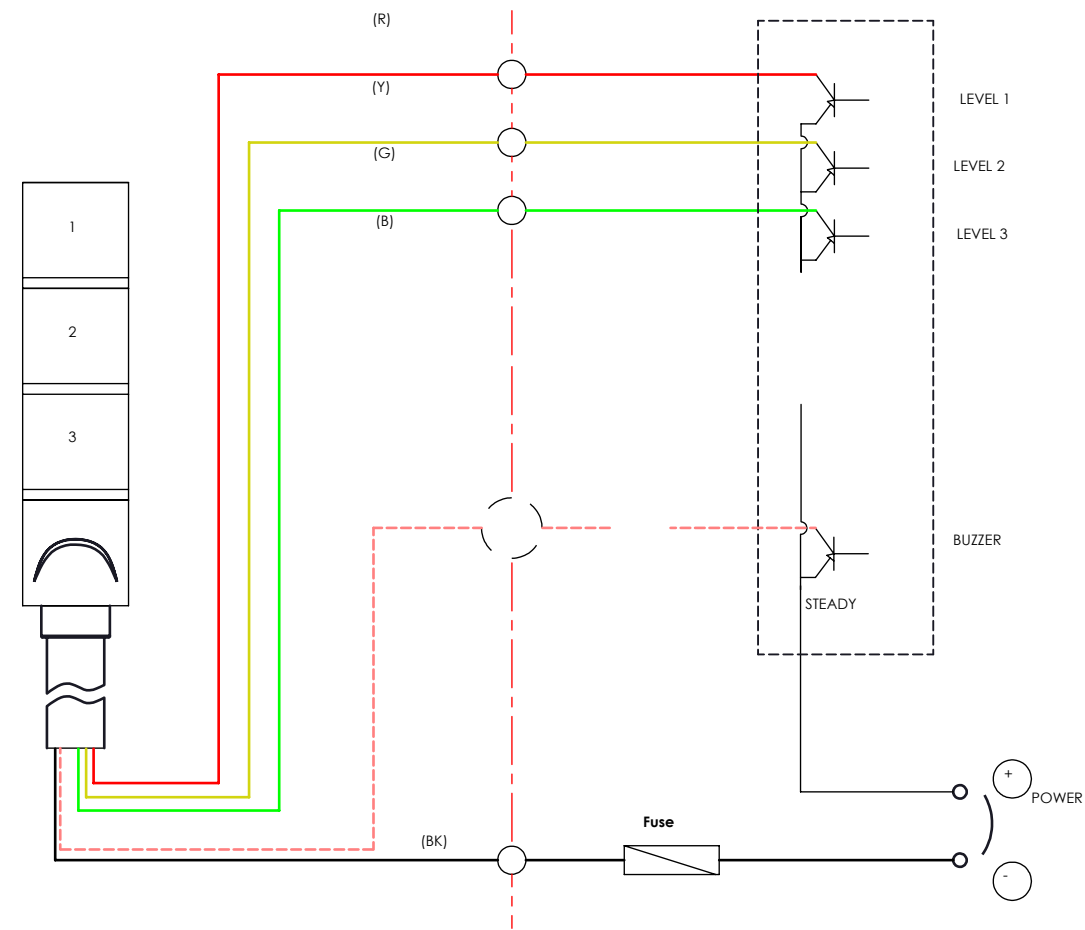 (R)
(Y)
LEVEL 1
(G)
LEVEL 2
(B)
LEVEL 3
1
2
3
BUZZER
STEADY
+
POWER
Fuse
(BK)
-